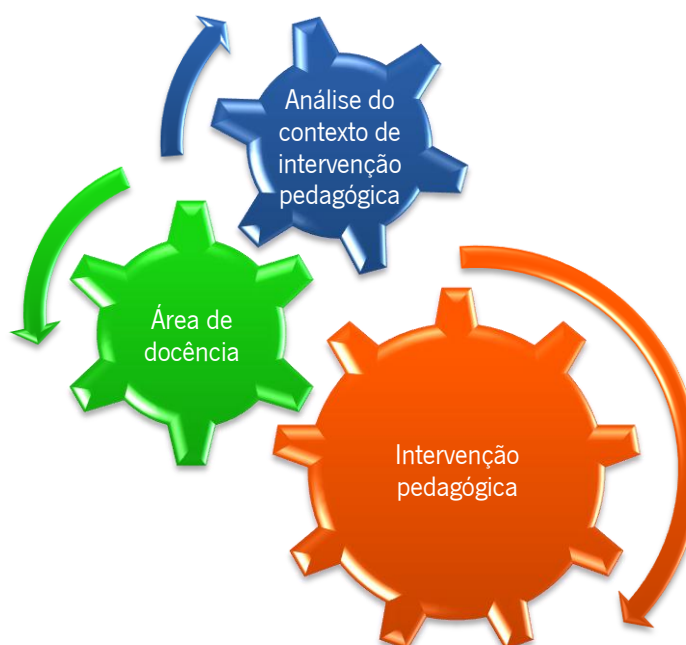 Análise do
contexto de
intervenção
pedagógica
Área de
docência
Intervenção
pedagógica